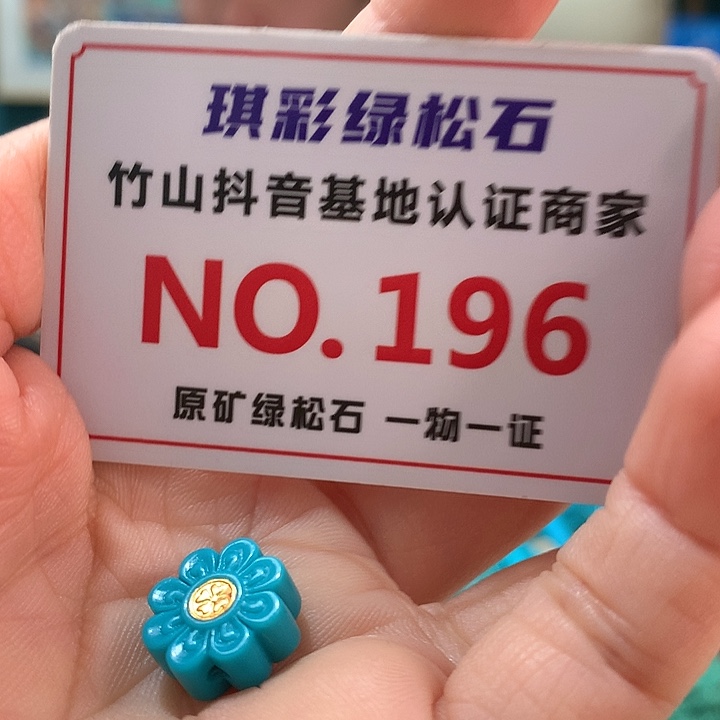 琪彩绿松石
竹山抖音基地认证商家
NO.196
原矿绿松石 一物一证